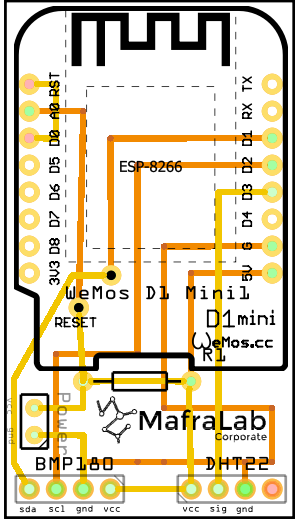 RST
A0
D0
D5
D6
D7
D8
3V3
TX
RX
D1
D2
D3
D4
G
5V
ESP-8266
WeMos D1 Mini1
RESET
D1 mini
WeMos.cc
R1
vcc
gnd
Power
MafraLab
Corporate
BMP180 DHT22
sda scl gnd vcc vcc sig gnd